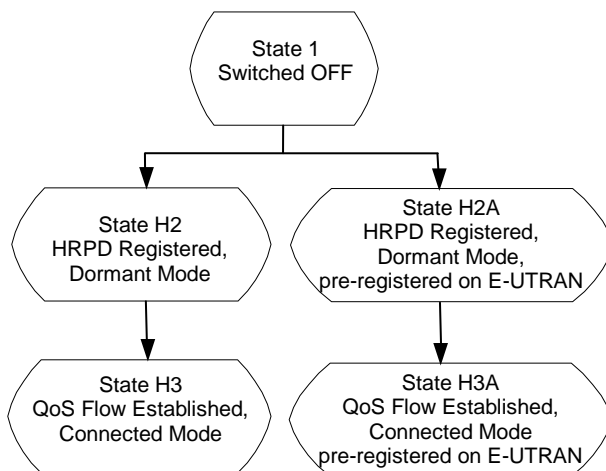 State 1
Switched OFF
State H2
HRPD Registered,
Dormant Mode
State H2A
HRPD Registered,
Dormant Mode,
pre-registered on E-UTRAN
State H3
QoS Flow Established,
Connected Mode
State H3A
QoS Flow Established,
Connected Mode
pre-registered on E-UTRAN